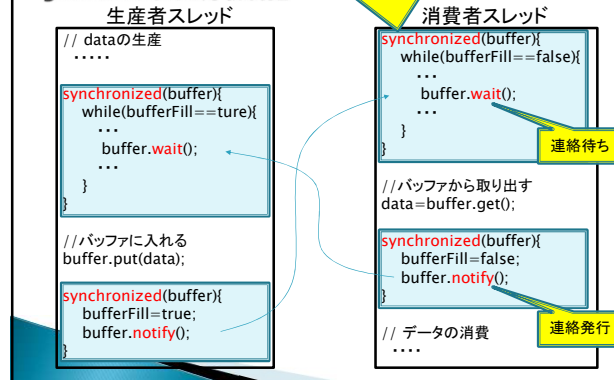 生産者スレッド
// dataの生産
・・・・・
synchronized(buffer){
while(bufferFill==ture){
・・・
buffer.wait();
・・・
}
}
//バッファに入れる
buffer.put(data);
synchronized(buffer){
bufferFill=true;
buffer.notify();
}
消費者スレッド
synchronized(buffer){
while(bufferFill==false){
・・・
buffer.wait();
・・・
}
}
連絡待ち
//バッファから取り出す
data=buffer.get();
synchronized(buffer){
bufferFill=false;
buffer.notify();
}
連絡発行
// データの消費
・・・・